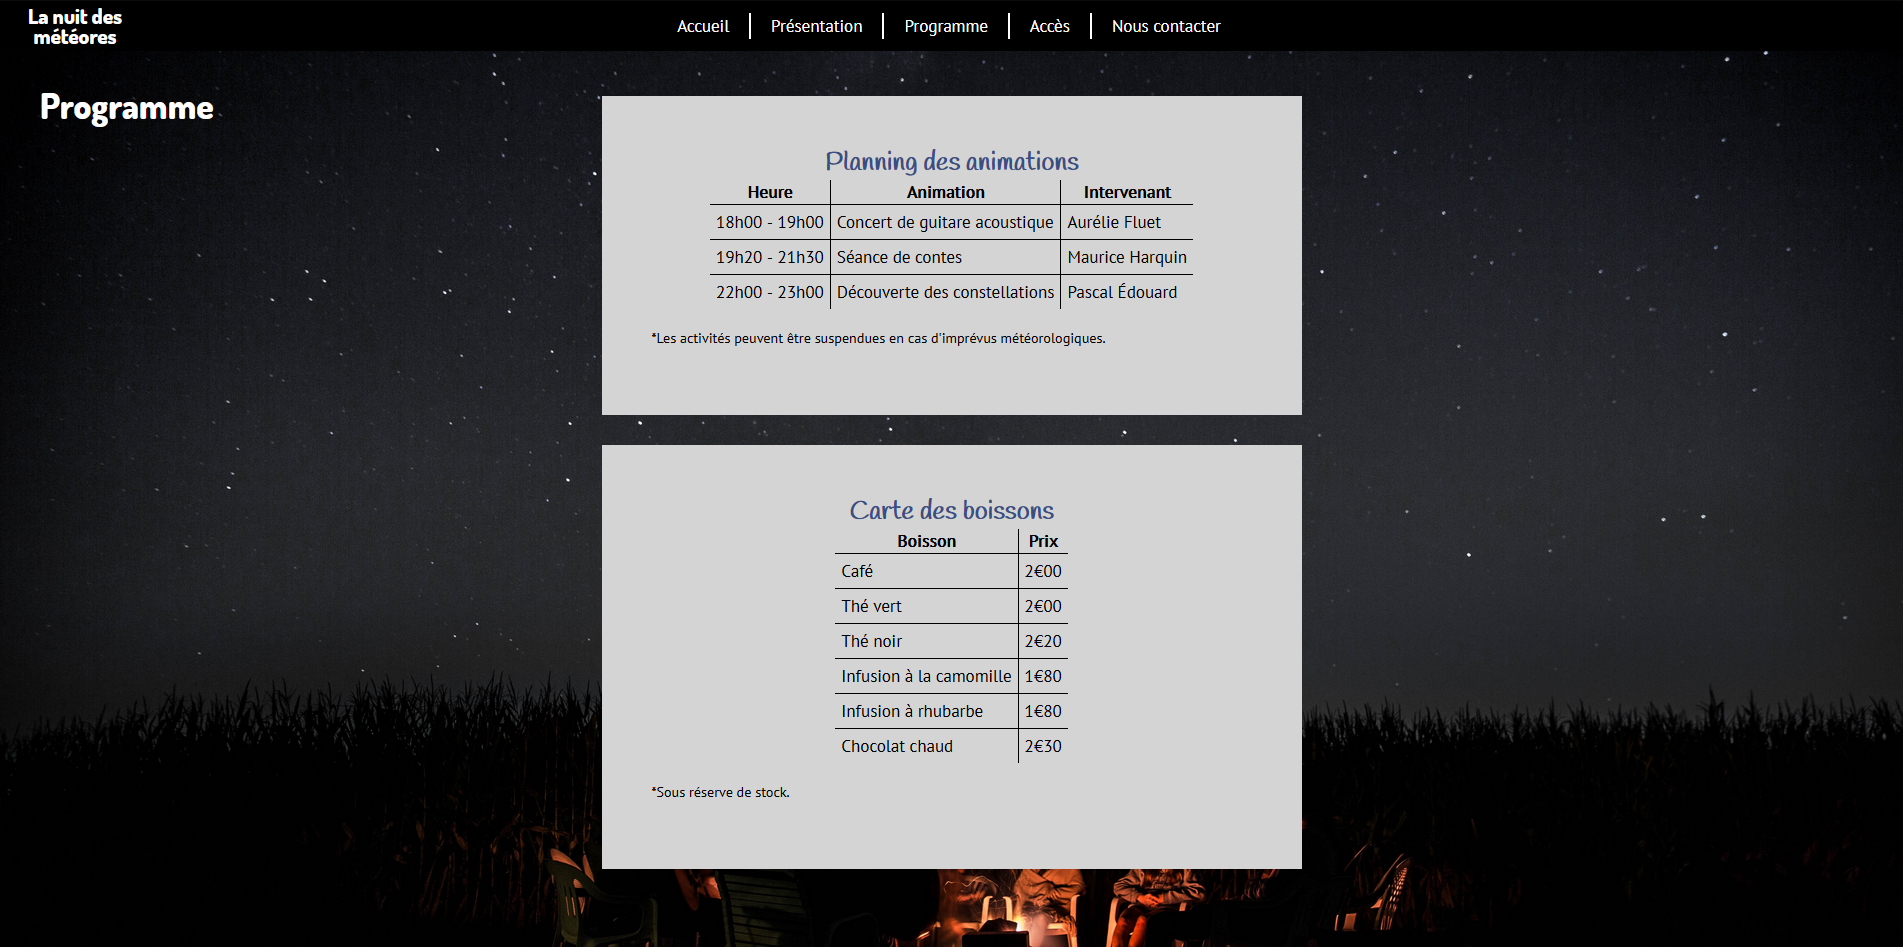 La nuit des
météores
Accueil Présentation Programme Accès Nous contacter
Programme
Planning des animations
Heure Animation Intervenant
18h00 - 19h00 Concert de guitare acoustique Aurélie Fluet
19h20 - 21h30 Séance de contes Maurice Harquin
22h00 - 23h00 Découverte des constellations Pascal Édouard
*Les activités peuvent être suspendues en cas d'imprévus météorologiques.
Carte des boissons
Boisson Prix
Café 2€00
Thé vert 2€00
Thé noir 2€20
Infusion à la camomille 1€80
Infusion à rhubarbe 1€80
Chocolat chaud 2€30
*Sous réserve de stock.